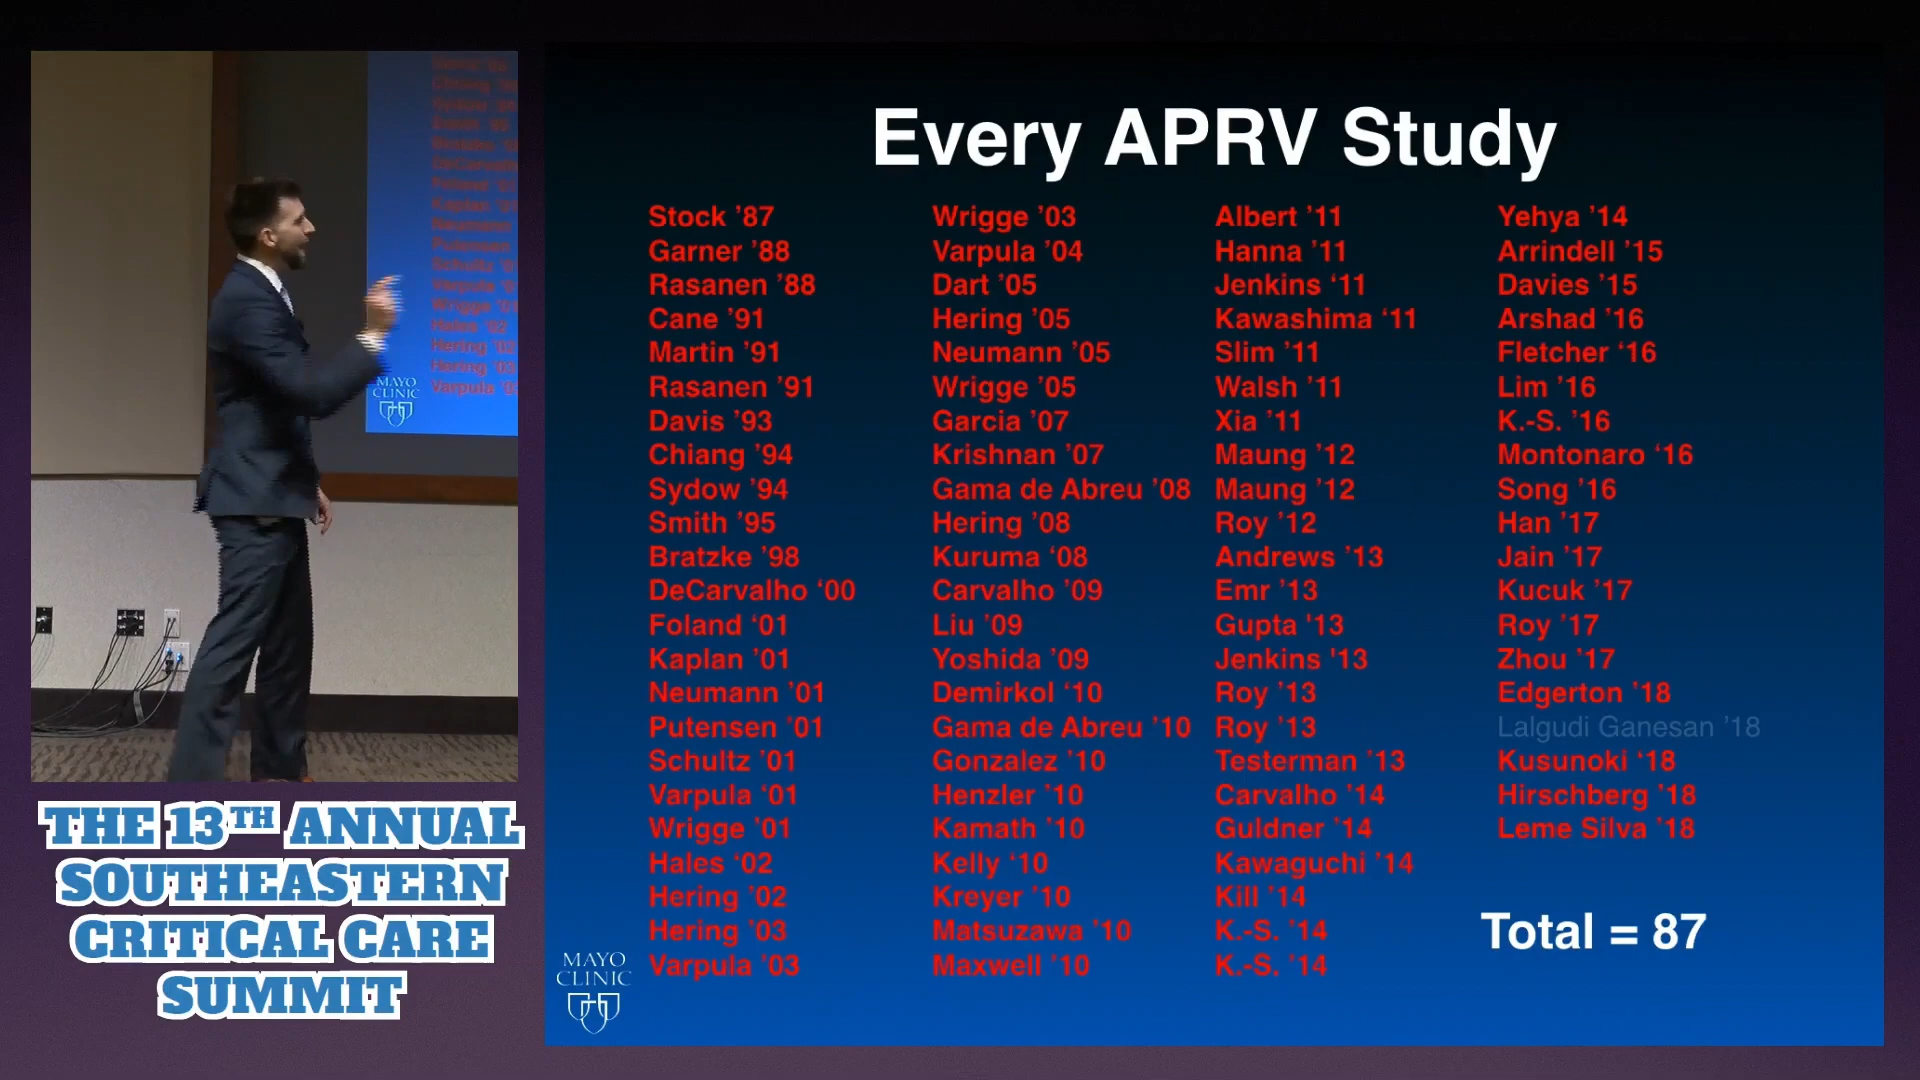 THE 13TH ANNUAL
SOUTHEASTERN
CRITICAL CARE
SUMMIT
Every APRV Study
Stock ’87
Garner ’88
Rasanen ’88
Cane ’91
Martin ’91
Rasanen ’91
Davis ’93
Chiang ’94
Sydow ’94
Smith ’95
Bratzke ’98
DeCarvalho ‘00
Foland ‘01
Kaplan ’01
Neumann ’01
Putensen ’01
Schultz ’01
Varpula ‘01
Wrigge ’01
Hales ‘02
Hering ’02
Hering ’03
Varpula ’03
Wrigge ’03
Varpula ’04
Dart ’05
Hering ’05
Neumann ’05
Wrigge ’05
Garcia ’07
Krishnan ’07
Gama de Abreu ’08
Hering ’08
Kuruma ‘08
Carvalho ’09
Liu ’09
Yoshida ’09
Demirkol ‘10
Gama de Abreu ’10
Gonzalez ’10
Henzler ’10
Kamath ’10
Kelly ‘10
Kreyer ’10
Matsuzawa ’10
Maxwell ’10
Albert ’11
Hanna ’11
Jenkins ‘11
Kawashima ‘11
Slim ’11
Walsh ’11
Xia ’11
Maung ’12
Maung ’12
Roy ’12
Andrews ’13
Emr ’13
Gupta '13
Jenkins '13
Roy ’13
Roy ’13
Testerman ’13
Carvalho ’14
Guldner ’14
Kawaguchi ’14
Kill ’14
K.-S. ’14
K.-S. ’14
Yehya ’14
Arrindell ’15
Davies ’15
Arshad ’16
Fletcher ‘16
Lim ’16
K.-S. ’16
Montonaro ‘16
Song ’16
Han ’17
Jain ’17
Kucuk ’17
Roy ’17
Zhou ’17
Edgerton ’18
Lalgudi Ganesan ’18
Kusunoki ‘18
Hirschberg ’18
Leme Silva ’18
Total = 87
MAYO
CLINIC
MAYO
CLINIC